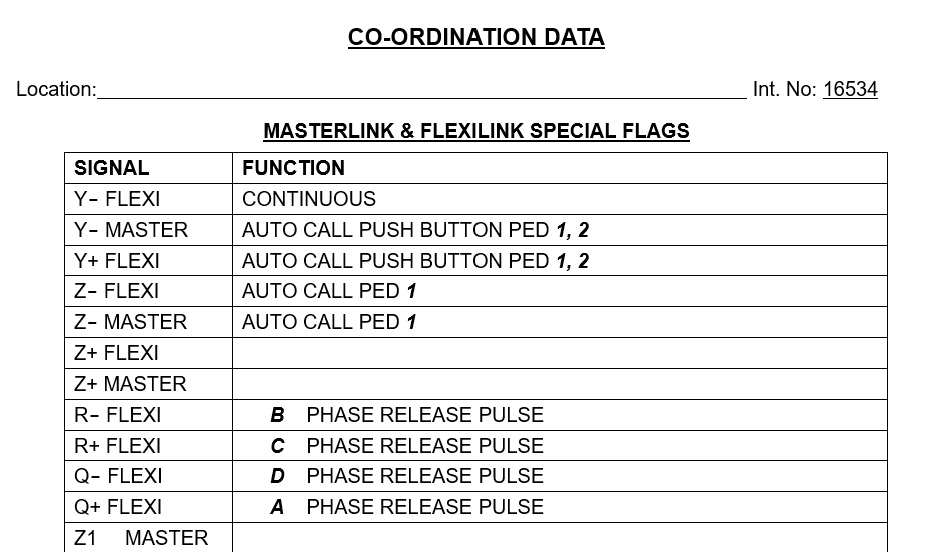 CO-ORDINATION DATA
Location: Int. No: 16534
MASTERLINK & FLEXILINK SPECIAL FLAGS
SIGNAL FUNCTION
Y– FLEXI CONTINUOUS
Y– MASTER AUTO CALL PUSH BUTTON PED 1, 2
Y+ FLEXI AUTO CALL PUSH BUTTON PED 1, 2
Z– FLEXI AUTO CALL PED 1
Z– MASTER AUTO CALL PED 1
Z+ FLEXI
Z+ MASTER
R– FLEXI B PHASE RELEASE PULSE
R+ FLEXI C PHASE RELEASE PULSE
Q– FLEXI D PHASE RELEASE PULSE
Q+ FLEXI A PHASE RELEASE PULSE
Z1 MASTER